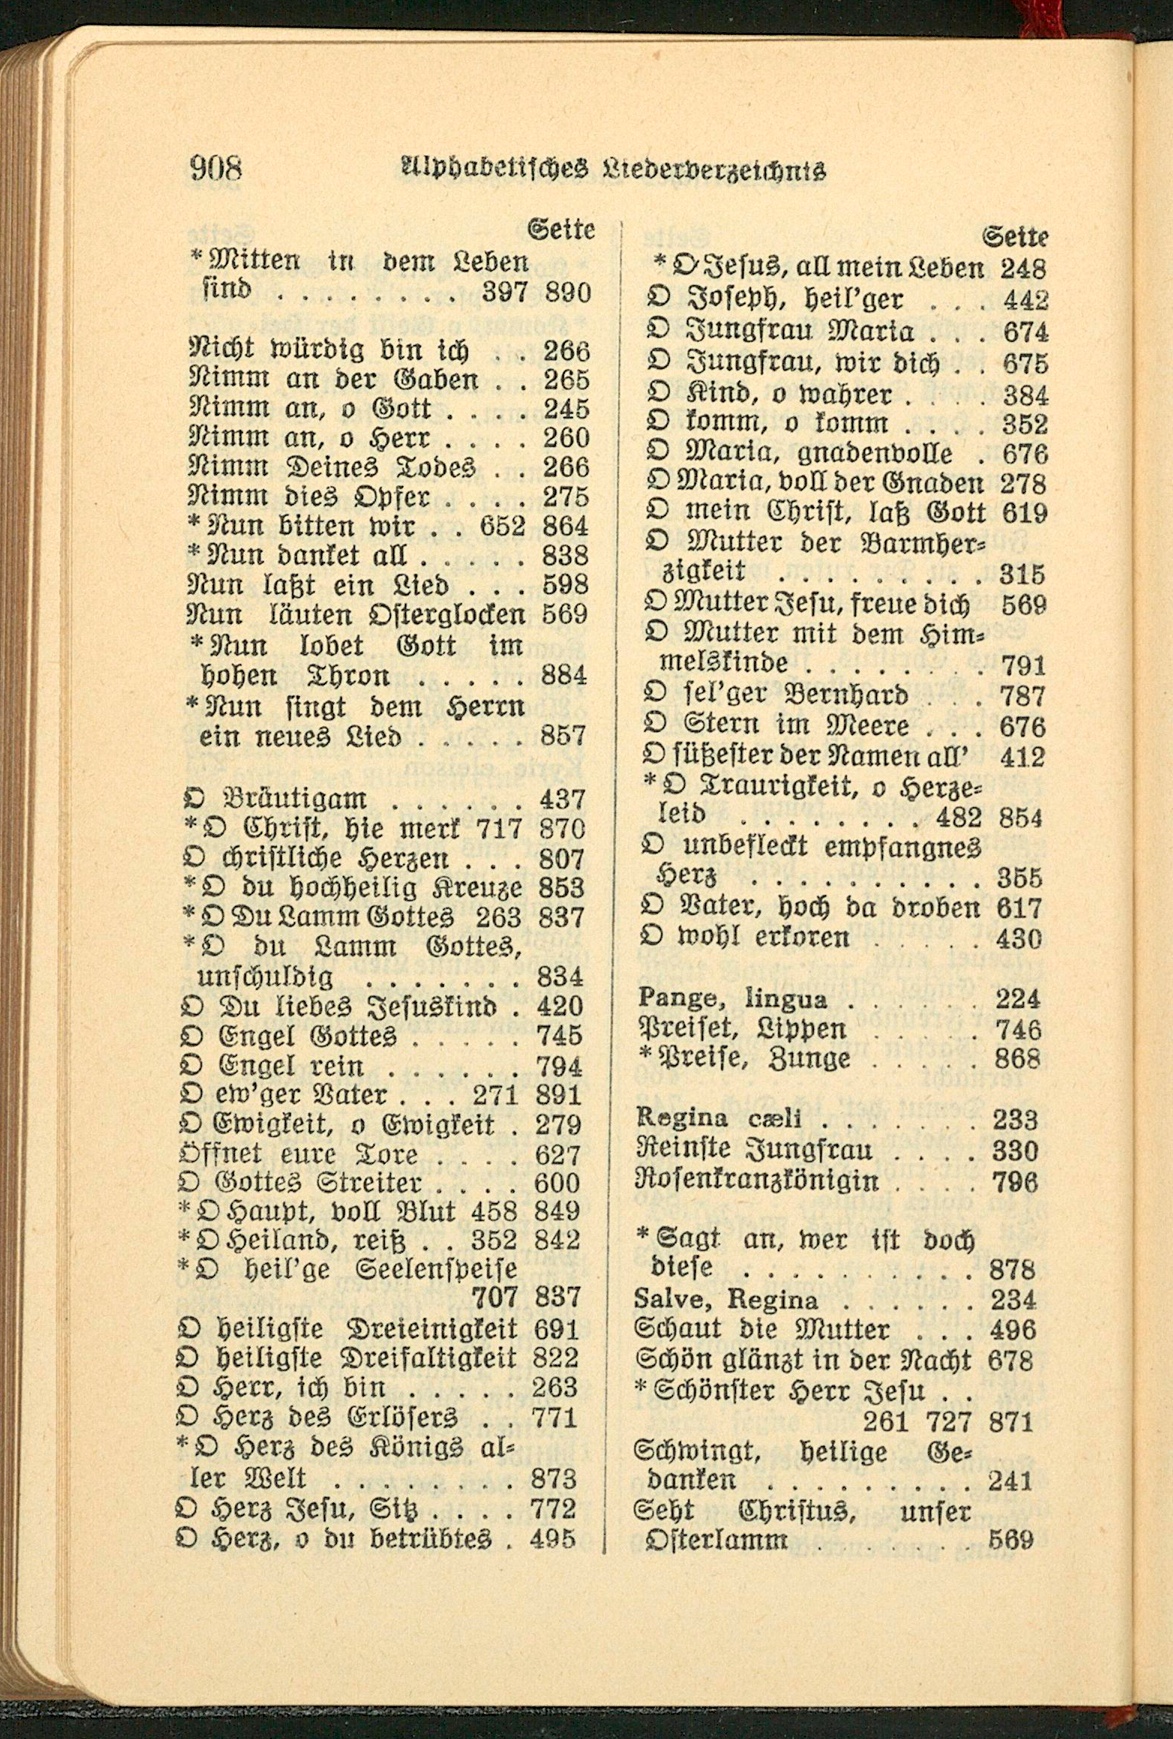 908 Alphabetisches Liederverzeichnis
Seite
*Mitten in dem Leben
sind . . . . . . . . 397 890
Nicht würdig bin ich . . 266
Nimm an der Gaben . . 265
Nimm an, o Gott . . . . 245
Nimm an, o Herr . . . . 260
Nimm Deines Todes . . 266
Nimm dies Opfer . . . . 275
*Nun bitten wir . . 652 864
*Nun danket all . . . . . 838
Nun laßt ein Lied . . . 598
Nun läuten Osterglocken 569
*Nun lobet Gott im
hohen Thron . . . . . 884
*Nun singt dem Herrn
ein neues Lied . . . . . 857
O Bräutigam . . . . . . 437
*O Christ, hie merk 717 870
O christliche Herzen . . . 807
*O du hochheilig Kreuze 853
*O Du Lamm Gottes 263 837
*O du Lamm Gottes,
unschuldig . . . . . . . 834
O Du liebes Jesuskind . 420
O Engel Gottes . . . . . 745
O Engel rein . . . . . . 794
O ew'ger Vater . . . 271 891
O Ewigkeit, o Ewigkeit . 279
Öffnet eure Tore . . . . 627
O Gottes Streiter . . . . 600
*O Haupt, voll Blut 458 849
*O Heiland, reiß . . 352 842
*O heil'ge Seelenspeise
707 837
O heiligste Dreieinigkeit 691
O heiligste Dreifaltigkeit 822
O Herr, ich bin . . . . . 263
O Herz des Erlösers . . 771
*O Herz des Königs al-
ler Welt . . . . . . . . 873
O Herz Jesu, Sitz . . . . 772
O Herz, o du betrübtes . 495
Seite
*O Jesus, all mein Leben 248
O Joseph, heil'ger . . . 442
O Jungfrau Maria . . . 674
O Jungfrau, wir dich . . 675
O Kind, o wahrer . . . . 384
O komm, o komm . . . . 352
O Maria, gnadenvolle . 676
O Maria, voll der Gnaden 278
O mein Christ, laß Gott 619
O Mutter der Barmher-
zigkeit . . . . . . . . . 315
O Mutter Jesu, freue dich 569
O Mutter mit dem Him-
melskinde . . . . . . . . 791
O sel'ger Bernhard . . . 787
O Stern im Meere . . . 676
O süßester der Namen all' 412
*O Traurigkeit, o Herze-
leid . . . . . . . . 482 854
O unbefleckt empfangnes
Herz . . . . . . . . . . 355
O Vater, hoch da droben 617
O wohl erkoren . . . . . 430
Pange, lingua . . . . . . 224
Preiset, Lippen . . . . . 746
*Preise, Zunge . . . . . 868
Regina cæli . . . . . . . 233
Reinste Jungfrau . . . . 330
Rosenkranzkönigin . . . . 796
*Sagt an, wer ist doch
diese . . . . . . . . . . 878
Salve, Regina . . . . . . 234
Schaut die Mutter . . . 496
Schön glänzt in der Nacht 678
*Schönster Herr Jesu . .
261 727 871
Schwingt, heilige Ge-
danken . . . . . . . . . 241
Seht Christus, unser
Osterlamm . . . . . . . 569